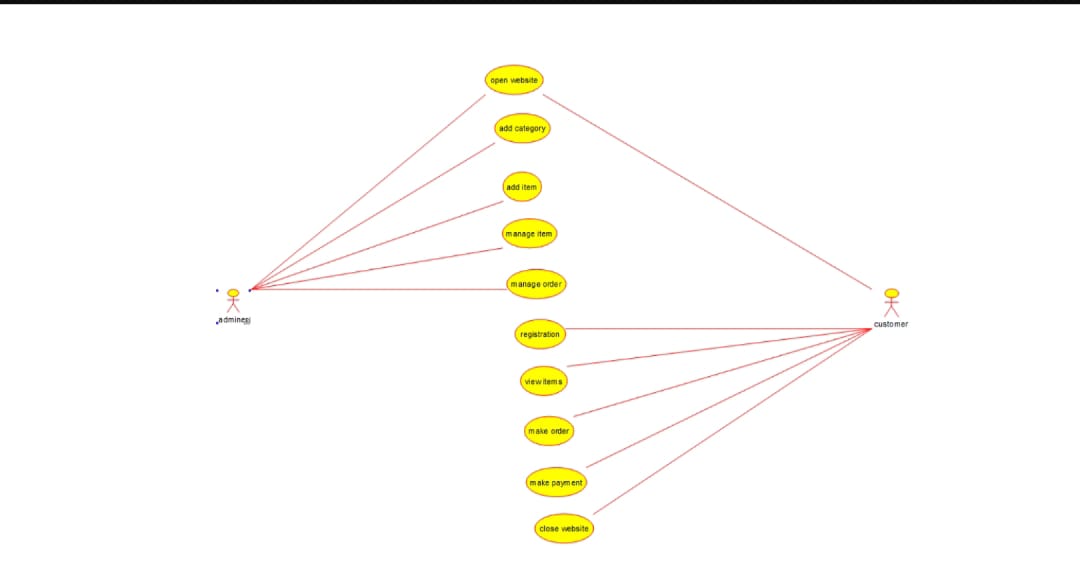 open website
add category
add item
manage item
manage order
customer
registration
view items
make order
make payment
close website